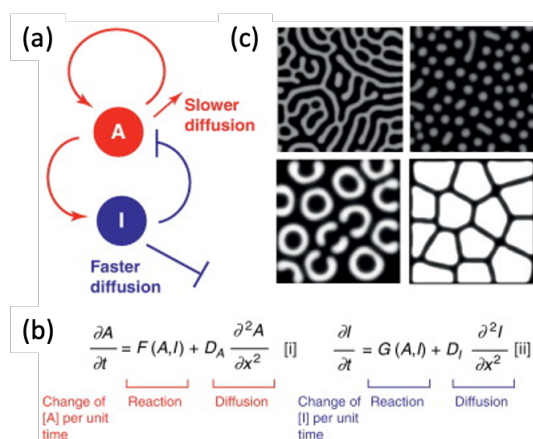 (a)
(c)
A
Slower
diffusion
I
Faster
diffusion
(b)
∂A/∂t = F (A,I) + D_A ∂²A/∂x² [i]
∂I/∂t = G (A,I) + D_I ∂²I/∂x² [ii]
Change of
[A] per unit
time
Reaction
Diffusion
Change of
[I] per unit
time
Reaction
Diffusion